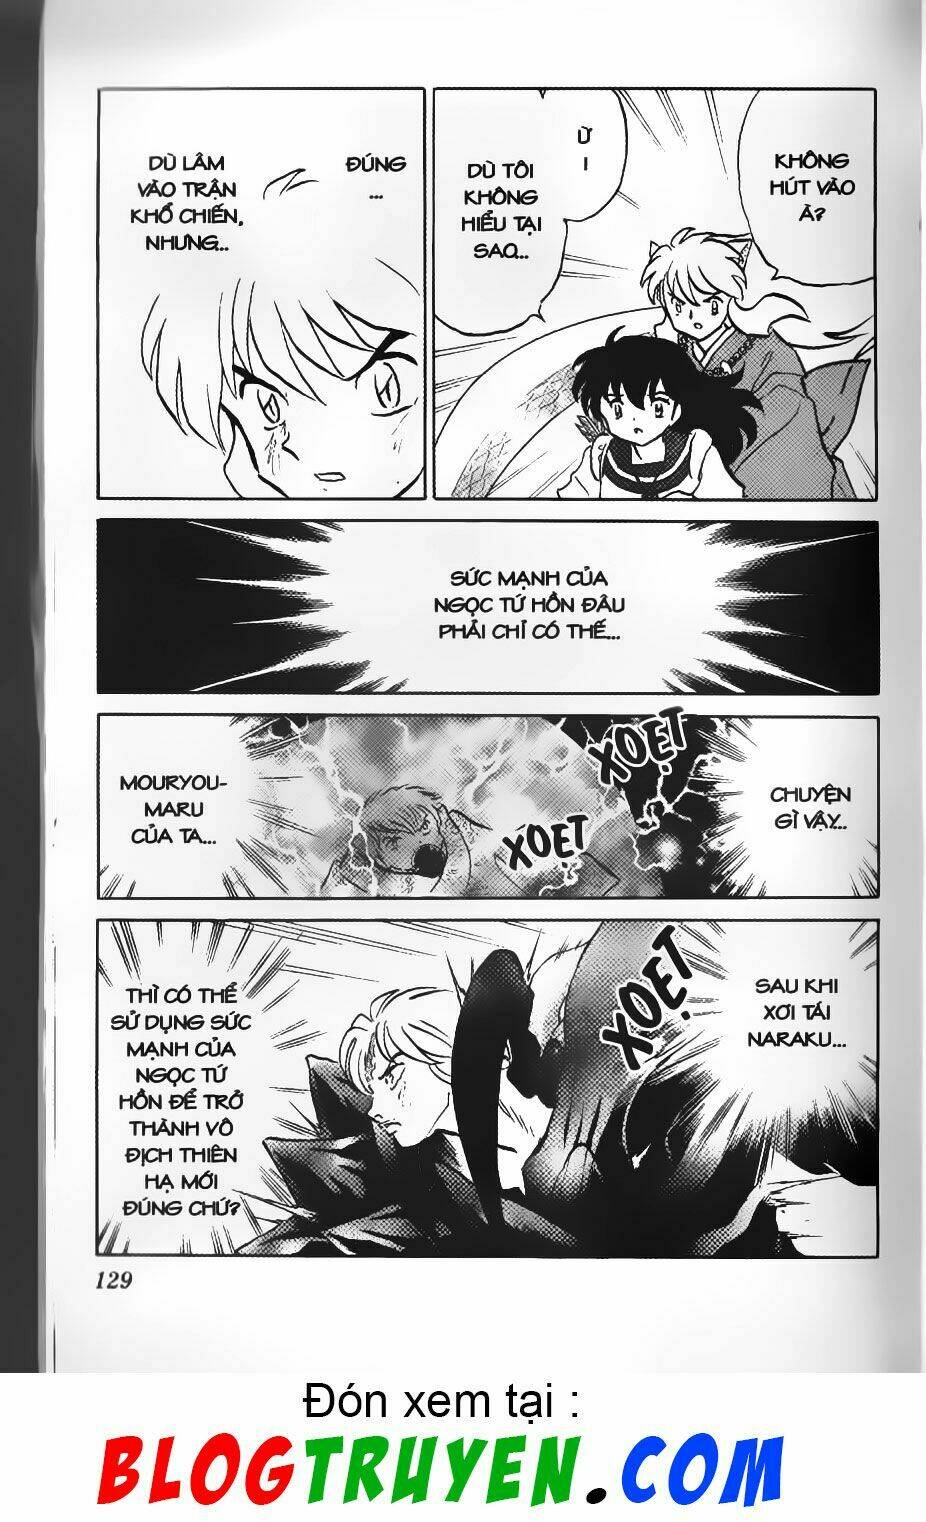 KHÔNG
HÚT VÀO
À?
Ừ
I
DÙ TÔI
KHÔNG
HIỂU TẠI
SAO...
ĐÚNG
...
DÙ LÂM
VÀO TRẬN
KHỔ CHIẾN,
NHƯNG...
SỨC MẠNH CỦA
NGỌC TỨ HỒN ĐÂU
PHẢI CHỈ CÓ THẾ...
CHUYỆN
GÌ VẬY...
XOẸT
XOẸT
MOURYOU-
MARU
CỦA TA...
SAU KHI
XƠI TÁI
NARAKU...
XOẸT
THÌ CÓ THỂ
SỬ DỤNG SỨC
MẠNH CỦA
NGỌC TỨ
HỒN ĐỂ TRỞ
THÀNH VÔ
ĐỊCH THIÊN
HẠ MỚI
ĐÚNG CHỨ?
129
Đón xem tại :
BLOGTRUYEN.COM